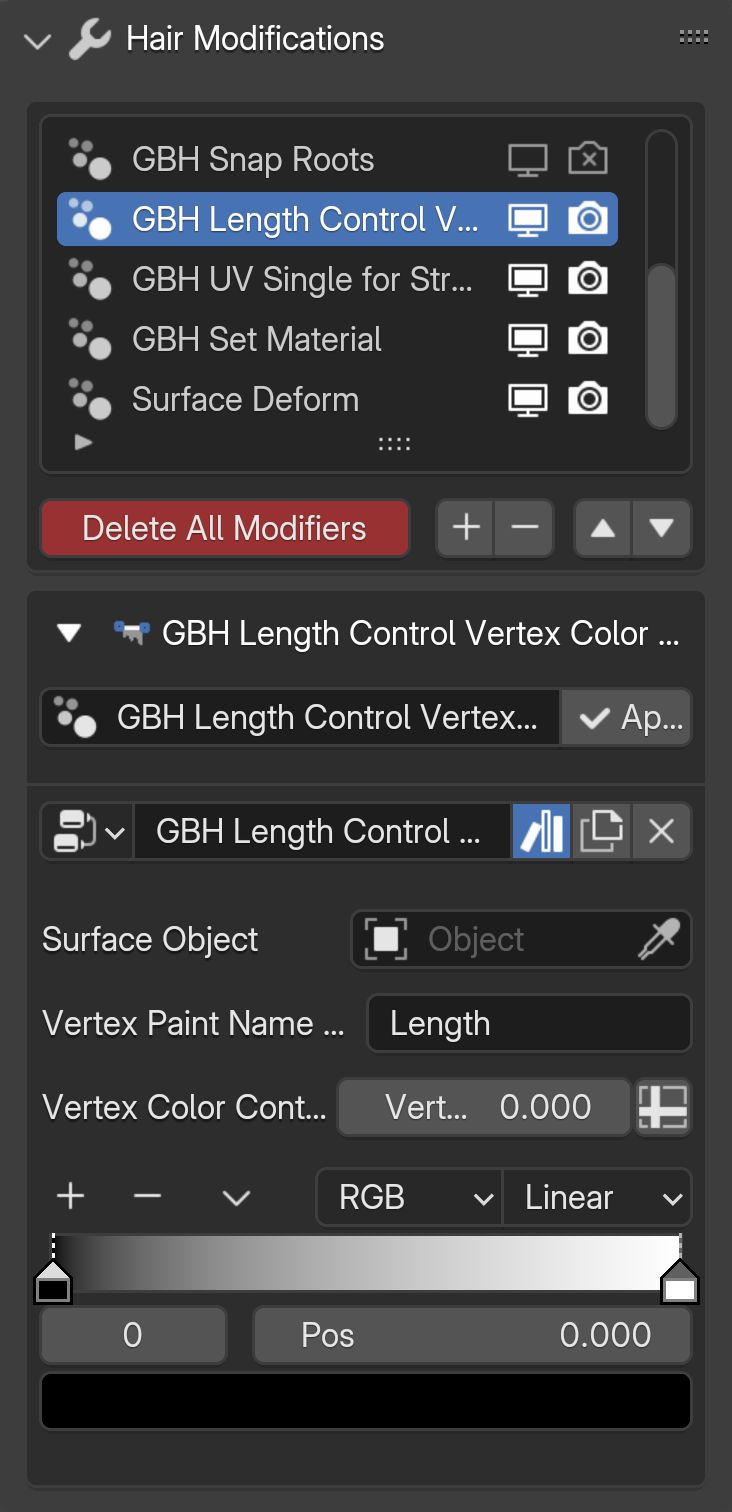 Hair Modifications
GBH Snap Roots
GBH Length Control V...
GBH UV Single for Str...
GBH Set Material
Surface Deform
Delete All Modifiers
GBH Length Control Vertex Color ...
GBH Length Control Vertex... Ap...
GBH Length Control ...
Surface Object Object
Vertex Paint Name ... Length
Vertex Color Cont... Vert... 0.000
RGB Linear
0 Pos 0.000